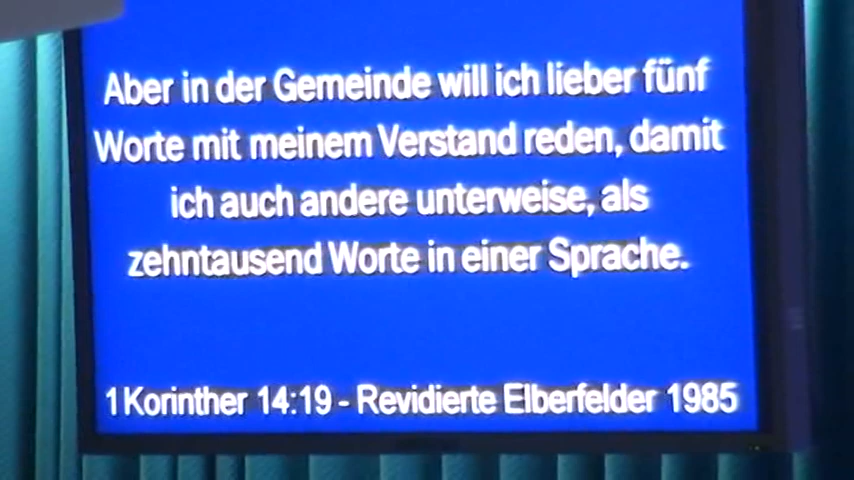 Aber in der Gemeinde will ich lieber fünf
Worte mit meinem Verstand reden, damit
ich auch andere unterweise, als
zehntausend Worte in einer Sprache.
1 Korinther 14:19 - Revidierte Elberfelder 1985